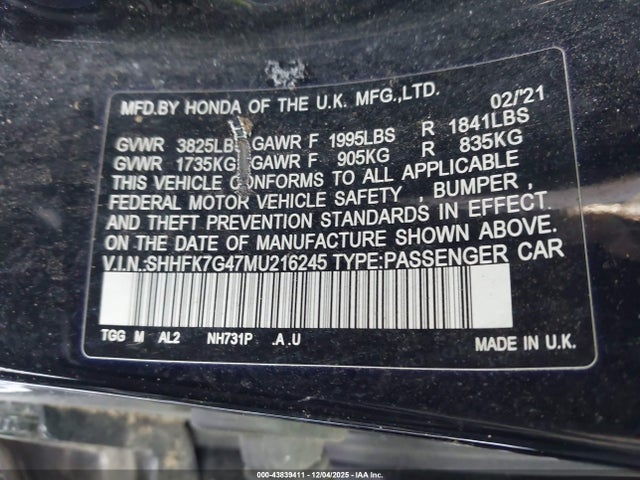 MFD.BY HONDA OF THE U.K. MFG.,LTD. 02/'21
GVWR 3825LBS GAWR F 1995LBS R 1841LBS
GVWR 1735KG GAWR F 905KG R 835KG
THIS VEHICLE CONFORMS TO ALL APPLICABLE
FEDERAL MOTOR VEHICLE SAFETY , BUMPER ,
AND THEFT PREVENTION STANDARDS IN EFFECT
ON THE DATE OF MANUFACTURE SHOWN ABOVE.
V.I.N.:SHHFK7G47MU216245 TYPE:PASSENGER CAR
TGG M AL2 NH731P .A.U MADE IN U.K.
000-43839411 - 12/04/2025 - IAA Inc.